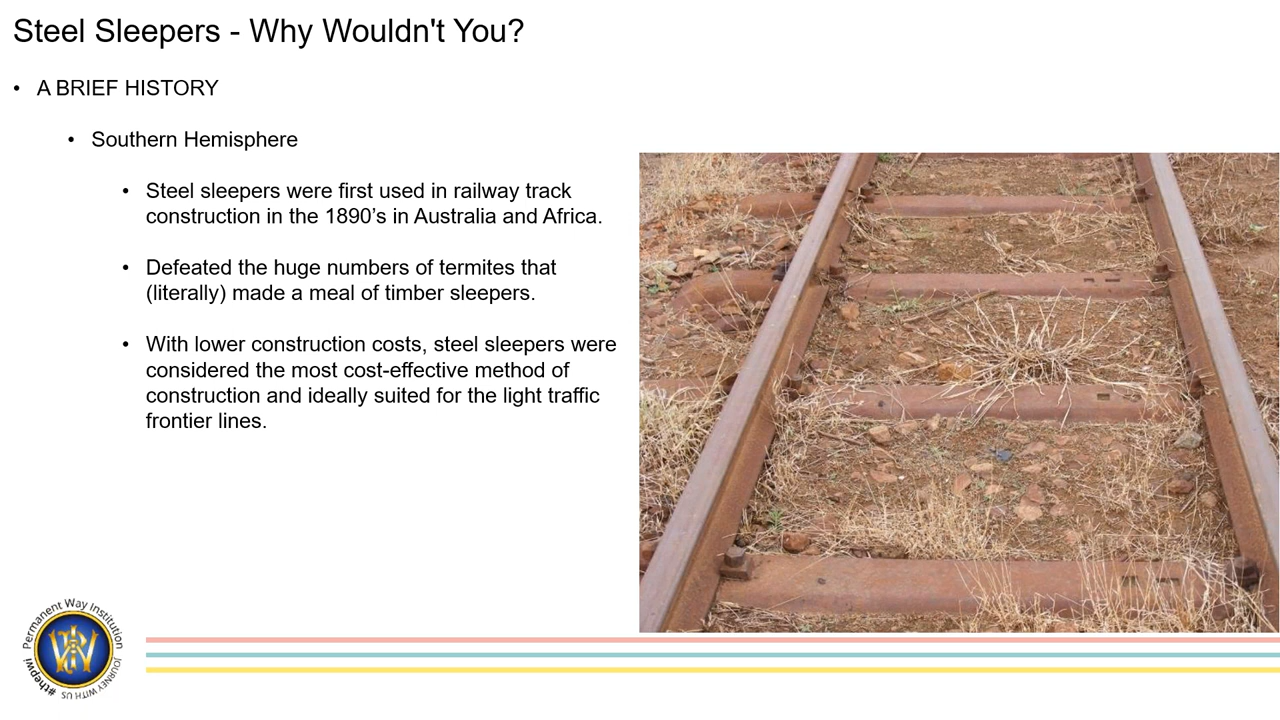 Steel Sleepers - Why Wouldn't You?
• A BRIEF HISTORY
• Southern Hemisphere
• Steel sleepers were first used in railway track
construction in the 1890’s in Australia and Africa.
• Defeated the huge numbers of termites that
(literally) made a meal of timber sleepers.
• With lower construction costs, steel sleepers were
considered the most cost-effective method of
construction and ideally suited for the light traffic
frontier lines.
Permanent Way Institution
#thepwi
JOURNEY WITH US
PWI